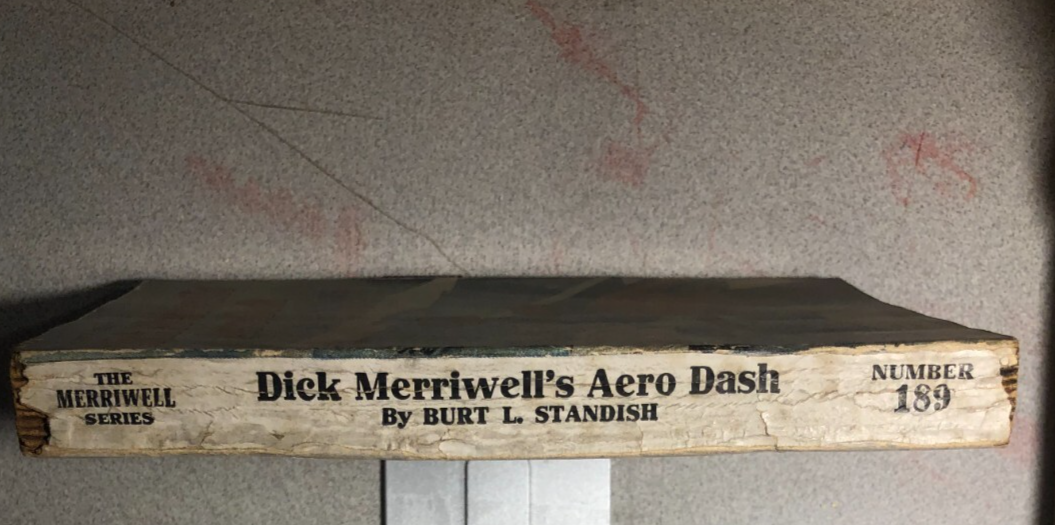 THE
MERRIWELL
SERIES
Dick Merriwell's Aero Dash
By BURT L. STANDISH
NUMBER
189